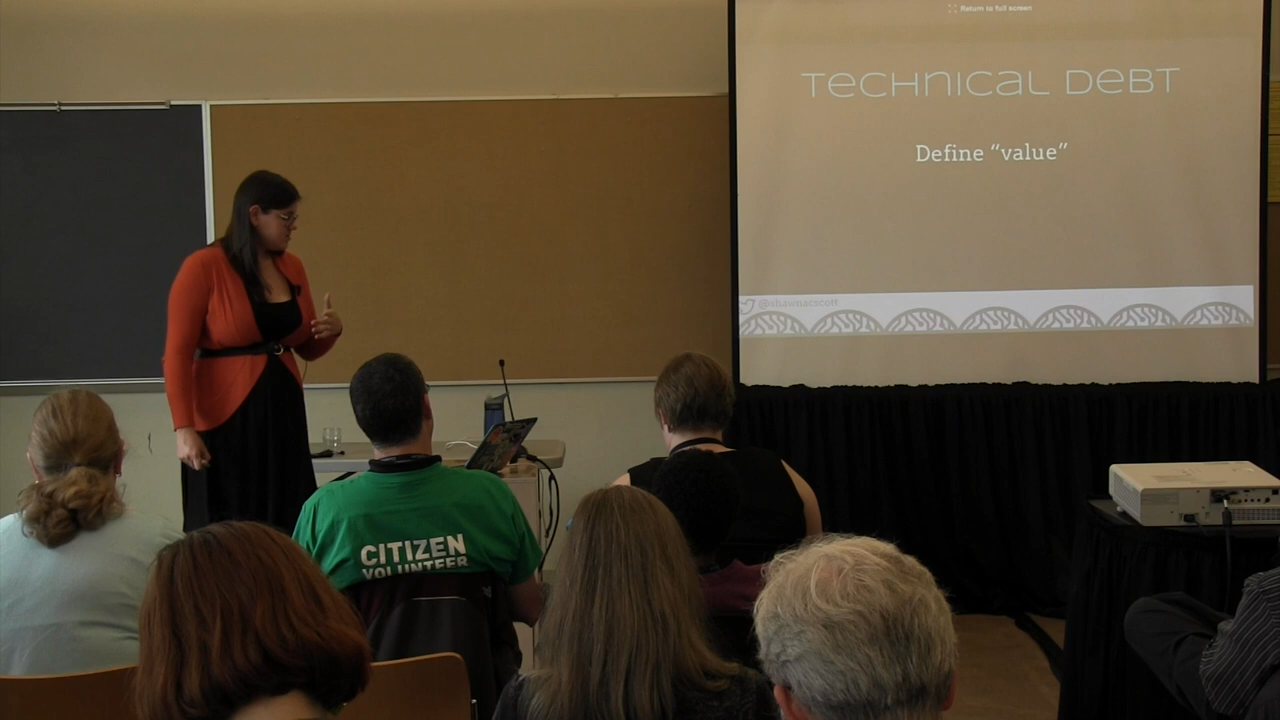 Return to full screen
Technical Debt
Define “value”
@shawnacscott
CITIZEN
VOLUNTEER